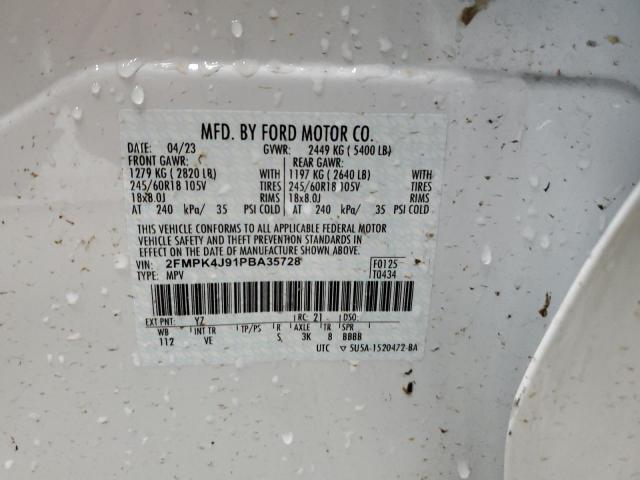 MFD. BY FORD MOTOR CO.
DATE: 04/23 GVWR: 2449 KG ( 5400 LB)
FRONT GAWR: REAR GAWR:
1279 KG ( 2820 LB) WITH 1197 KG ( 2640 LB) WITH
245/60R18 105V TIRES 245/60R18 105V TIRES
18x8.0J RIMS 18x8.0J RIMS
AT 240 kPa/ 35 PSI COLD AT 240 kPa/ 35 PSI COLD
THIS VEHICLE CONFORMS TO ALL APPLICABLE FEDERAL MOTOR
VEHICLE SAFETY AND THEFT PREVENTION STANDARDS IN
EFFECT ON THE DATE OF MANUFACTURE SHOWN ABOVE.
VIN: 2FMPK4J91PBA35728 F0125
TYPE: MPV T0434
EXT PNT: YZ RC: 21 DSO:
WB INT TR TP/PS R AXLE TR SPR
112 VE S, 3K 8 BBBB
UTC ▽ 5U5A-1520472-BA